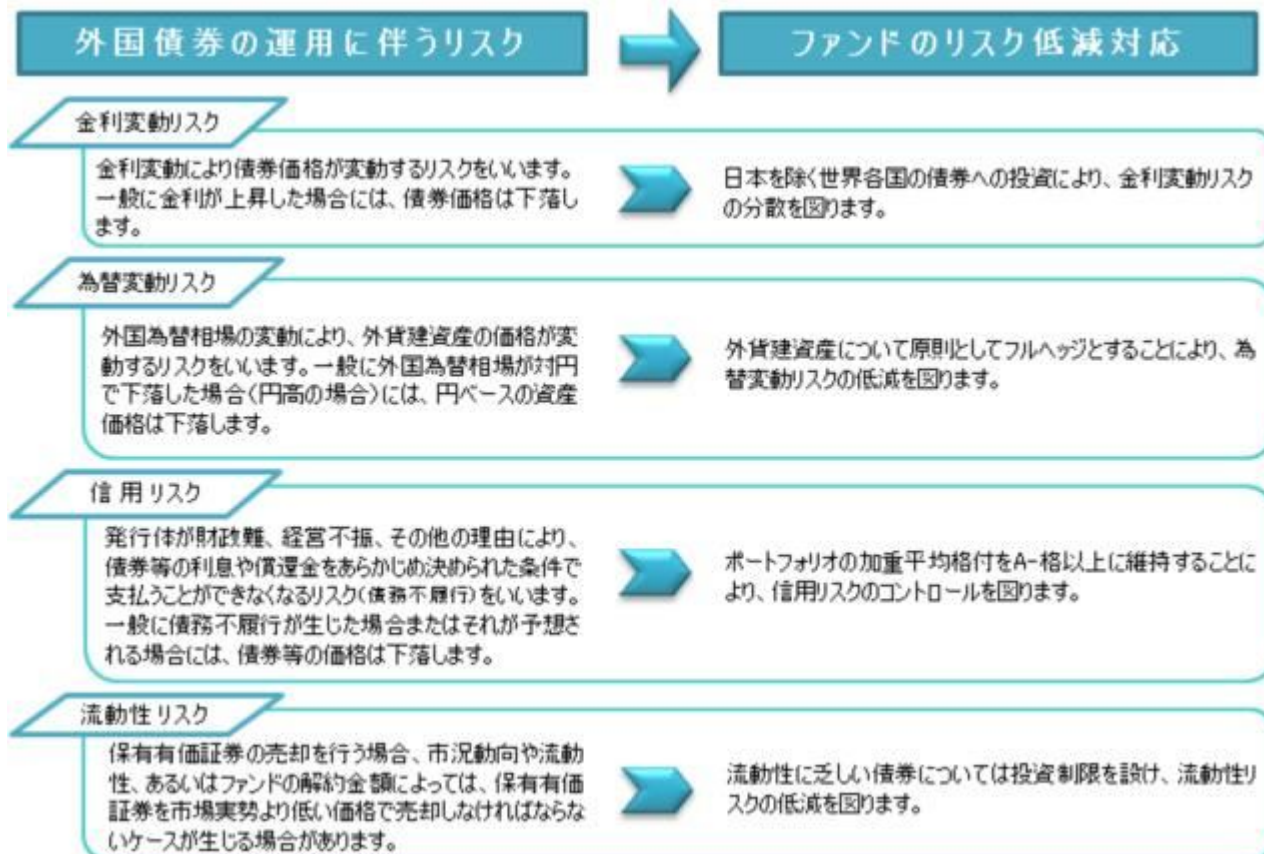 外国債券の運用に伴うリスク
ファンドのリスク低減対応
金利変動リスク
金利変動により債券価格が変動するリスクをいいます。
一般に金利が上昇した場合には、債券価格は下落し
ます。
日本を除く世界各国の債券への投資により、金利変動リスク
の分散を図ります。
為替変動リスク
外国為替相場の変動により、外貨建資産の価格が変
動するリスクをいいます。一般に外国為替相場が対円
で下落した場合(円高の場合)には、円ベースの資産
価格は下落します。
外貨建資産について原則としてフルヘッジとすることにより、為
替変動リスクの低減を図ります。
信用リスク
発行体が財政難、経営不振、その他の理由により、
債券等の利息や償還金をあらかじめ決められた条件で
支払うことができなくなるリスク(債務不履行)をいいます。
一般に債務不履行が生じた場合またはそれが予想さ
れる場合には、債券等の価格は下落します。
ポートフォリオの加重平均格付をA-格以上に維持することに
より、信用リスクのコントロールを図ります。
流動性リスク
保有有価証券の売却を行う場合、市況動向や流動
性、あるいはファンドの解約金額によっては、保有有価
証券を市場実勢より低い価格で売却しなければならな
いケースが生じる場合があります。
流動性に乏しい債券については投資制限を設け、流動性リ
スクの低減を図ります。